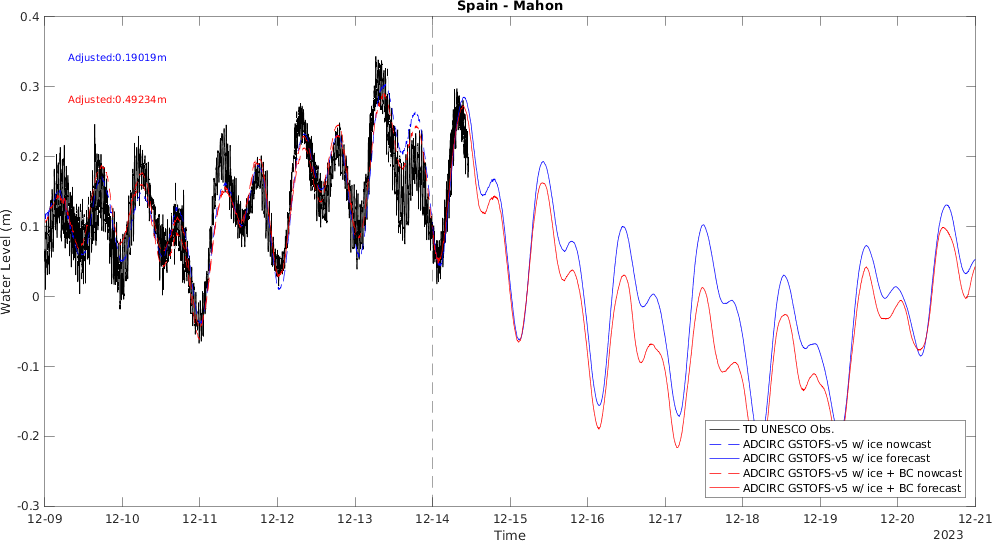 Spain - Mahon
Adjusted:0.19019m
Adjusted:0.49234m
Water Level (m)
0.4
0.3
0.2
0.1
0
-0.1
-0.2
-0.3
TD UNESCO Obs.
ADCIRC GSTOFS-v5 w/ ice nowcast
ADCIRC GSTOFS-v5 w/ ice forecast
ADCIRC GSTOFS-v5 w/ ice + BC nowcast
ADCIRC GSTOFS-v5 w/ ice + BC forecast
12-09 12-10 12-11 12-12 12-13 12-14 12-15 12-16 12-17 12-18 12-19 12-20 12-21
Time
2023